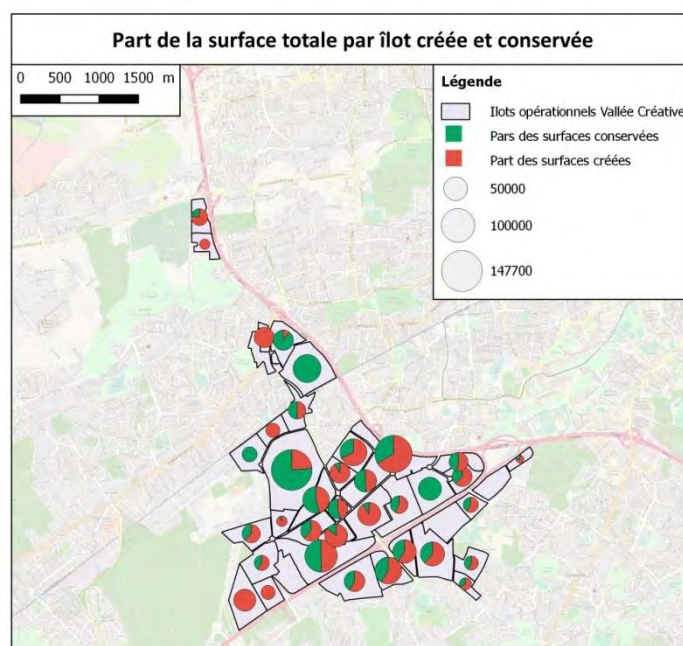 Part de la surface totale par îlot créée et conservée
0 500 1000 1500 m
Légende
Ilots opérationnels Vallée Créative
Pars des surfaces conservées
Part des surfaces créées
50000
100000
147700